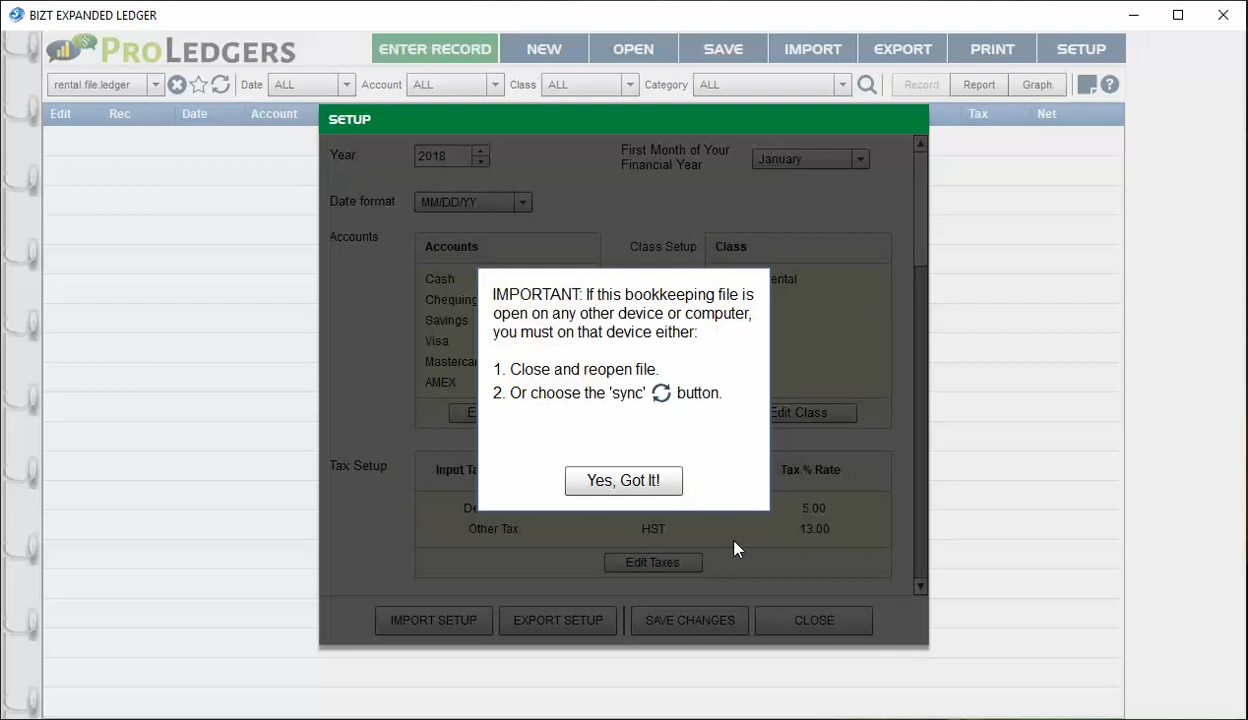 BIZT EXPANDED LEDGER
PROLEDGERS
ENTER RECORD NEW OPEN SAVE IMPORT EXPORT PRINT SETUP
rental file.ledger Date ALL Account ALL Class ALL Category ALL Record Report Graph ?
Edit Rec Date Account Tax Net
SETUP
Year 2018 First Month of Your
Financial Year January
Date format MM/DD/YY
Accounts Accounts Class Setup Class
Cash ental
Chequing
Savings
Visa
Masterca
AMEX
E Edit Class
IMPORTANT: If this bookkeeping file is
open on any other device or computer,
you must on that device either:
1. Close and reopen file.
2. Or choose the 'sync' button.
Yes, Got It!
Tax Setup Input Ta Tax % Rate
De 5.00
Other Tax HST 13.00
Edit Taxes
IMPORT SETUP EXPORT SETUP SAVE CHANGES CLOSE